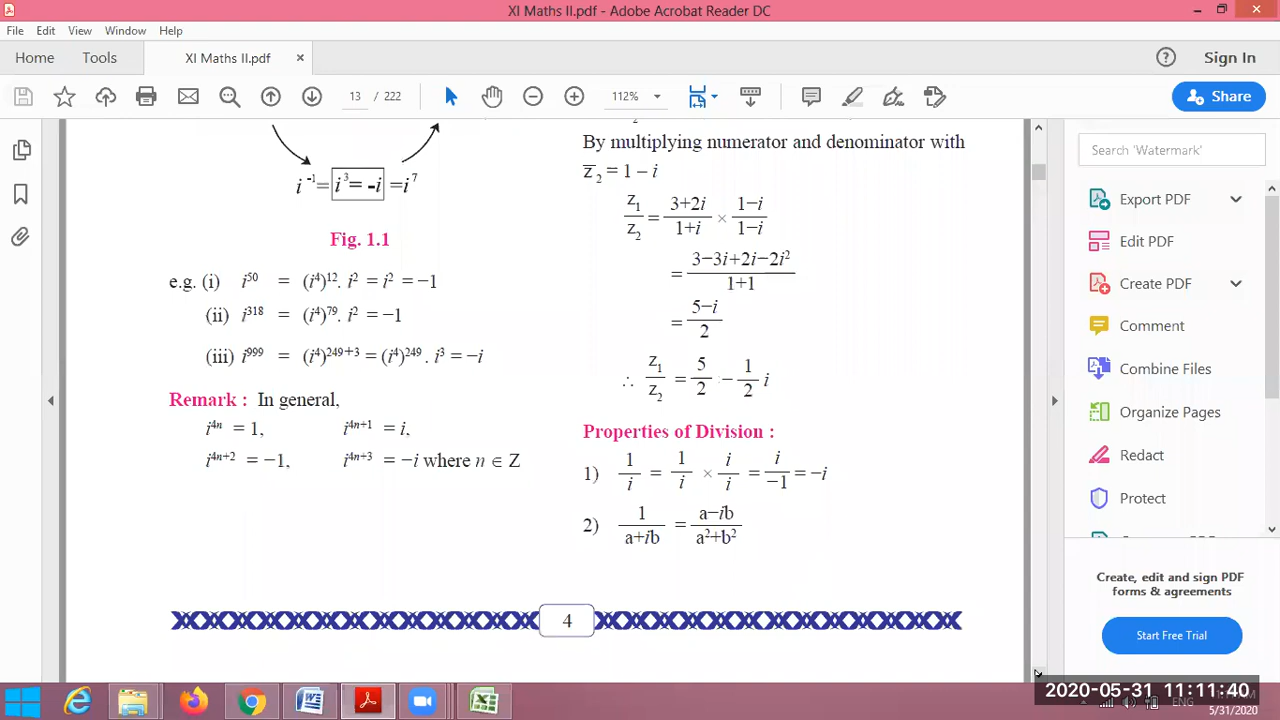 XI Maths II.pdf - Adobe Acrobat Reader DC
File Edit View Window Help
Home Tools XI Maths II.pdf × Sign In
13 / 222 112% Share
i⁻¹= i³= -i =i⁷
Fig. 1.1
e.g. (i) i⁵⁰ = (i⁴)¹². i² = i² = −1
(ii) i³¹⁸ = (i⁴)⁷⁹. i² = −1
(iii) i⁹⁹⁹ = (i⁴)²⁴⁹⁺³ = (i⁴)²⁴⁹ . i³ = −i
Remark : In general,
i⁴ⁿ = 1, i⁴ⁿ⁺¹ = i,
i⁴ⁿ⁺² = −1, i⁴ⁿ⁺³ = −i where n ∈ Z
By multiplying numerator and denominator with
z̅₂ = 1 − i
z₁/z₂ = 3+2i/1+i × 1−i/1−i
= 3−3i+2i−2i²/1+1
= 5−i/2
∴ z₁/z₂ = 5/2 − 1/2 i
Properties of Division :
1) 1/i = 1/i × i/i = i/−1 = −i
2) 1/a+ib = a−ib/a²+b²
4
Search 'Watermark'
Export PDF
Edit PDF
Create PDF
Comment
Combine Files
Organize Pages
Redact
Protect
Create, edit and sign PDF
forms & agreements
Start Free Trial
2020-05-31 11:11:40
ENG
5/31/2020